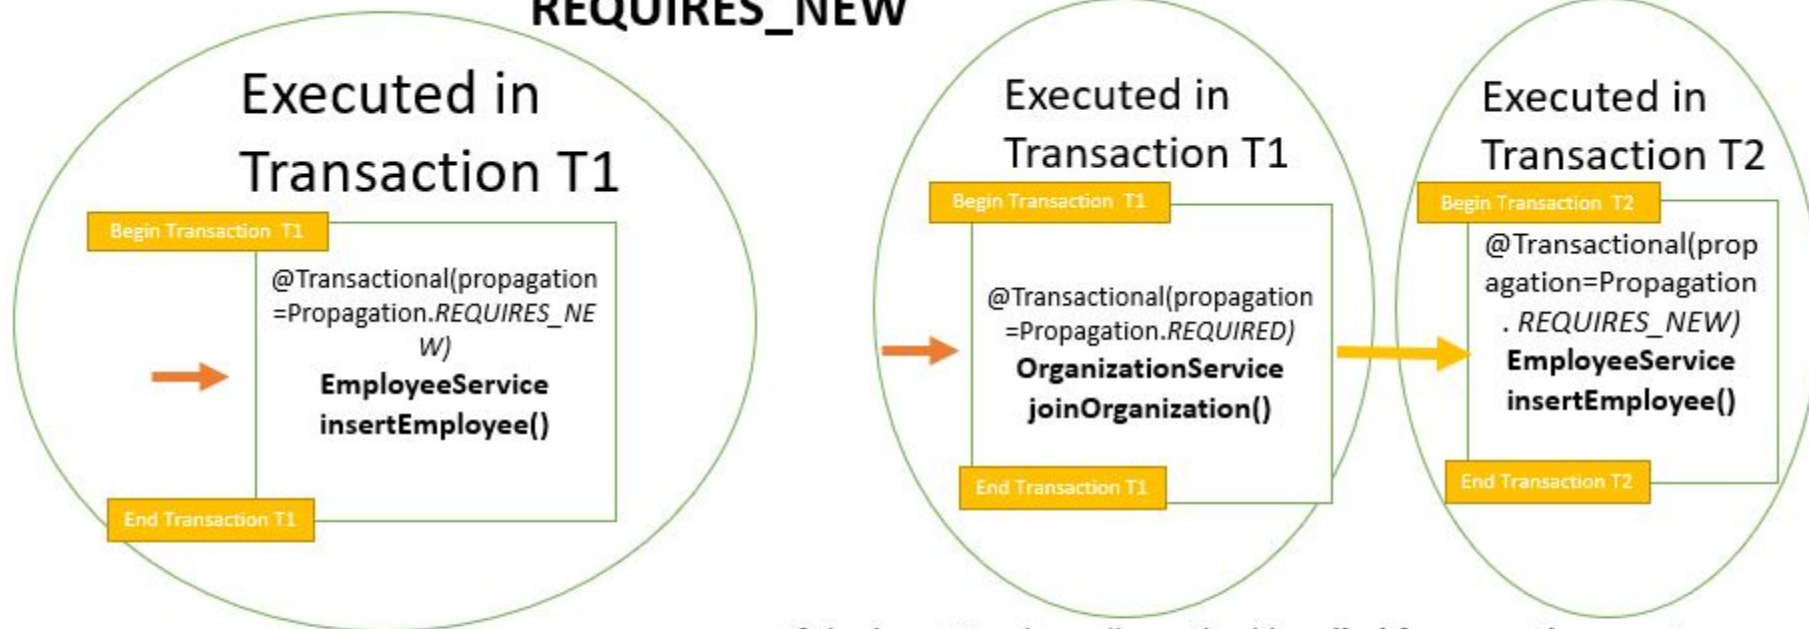 REQUIRES_NEW
Executed in
Transaction T1
Begin Transaction T1
@Transactional(propagation
=Propagation.REQUIRES_NE
W)
EmployeeService
insertEmployee()
End Transaction T1
Executed in
Transaction T1
Begin Transaction T1
@Transactional(propagation
=Propagation.REQUIRED)
OrganizationService
joinOrganization()
End Transaction T1
Executed in
Transaction T2
Begin Transaction T2
@Transactional(prop
agation=Propagation
. REQUIRES_NEW)
EmployeeService
insertEmployee()
End Transaction T2